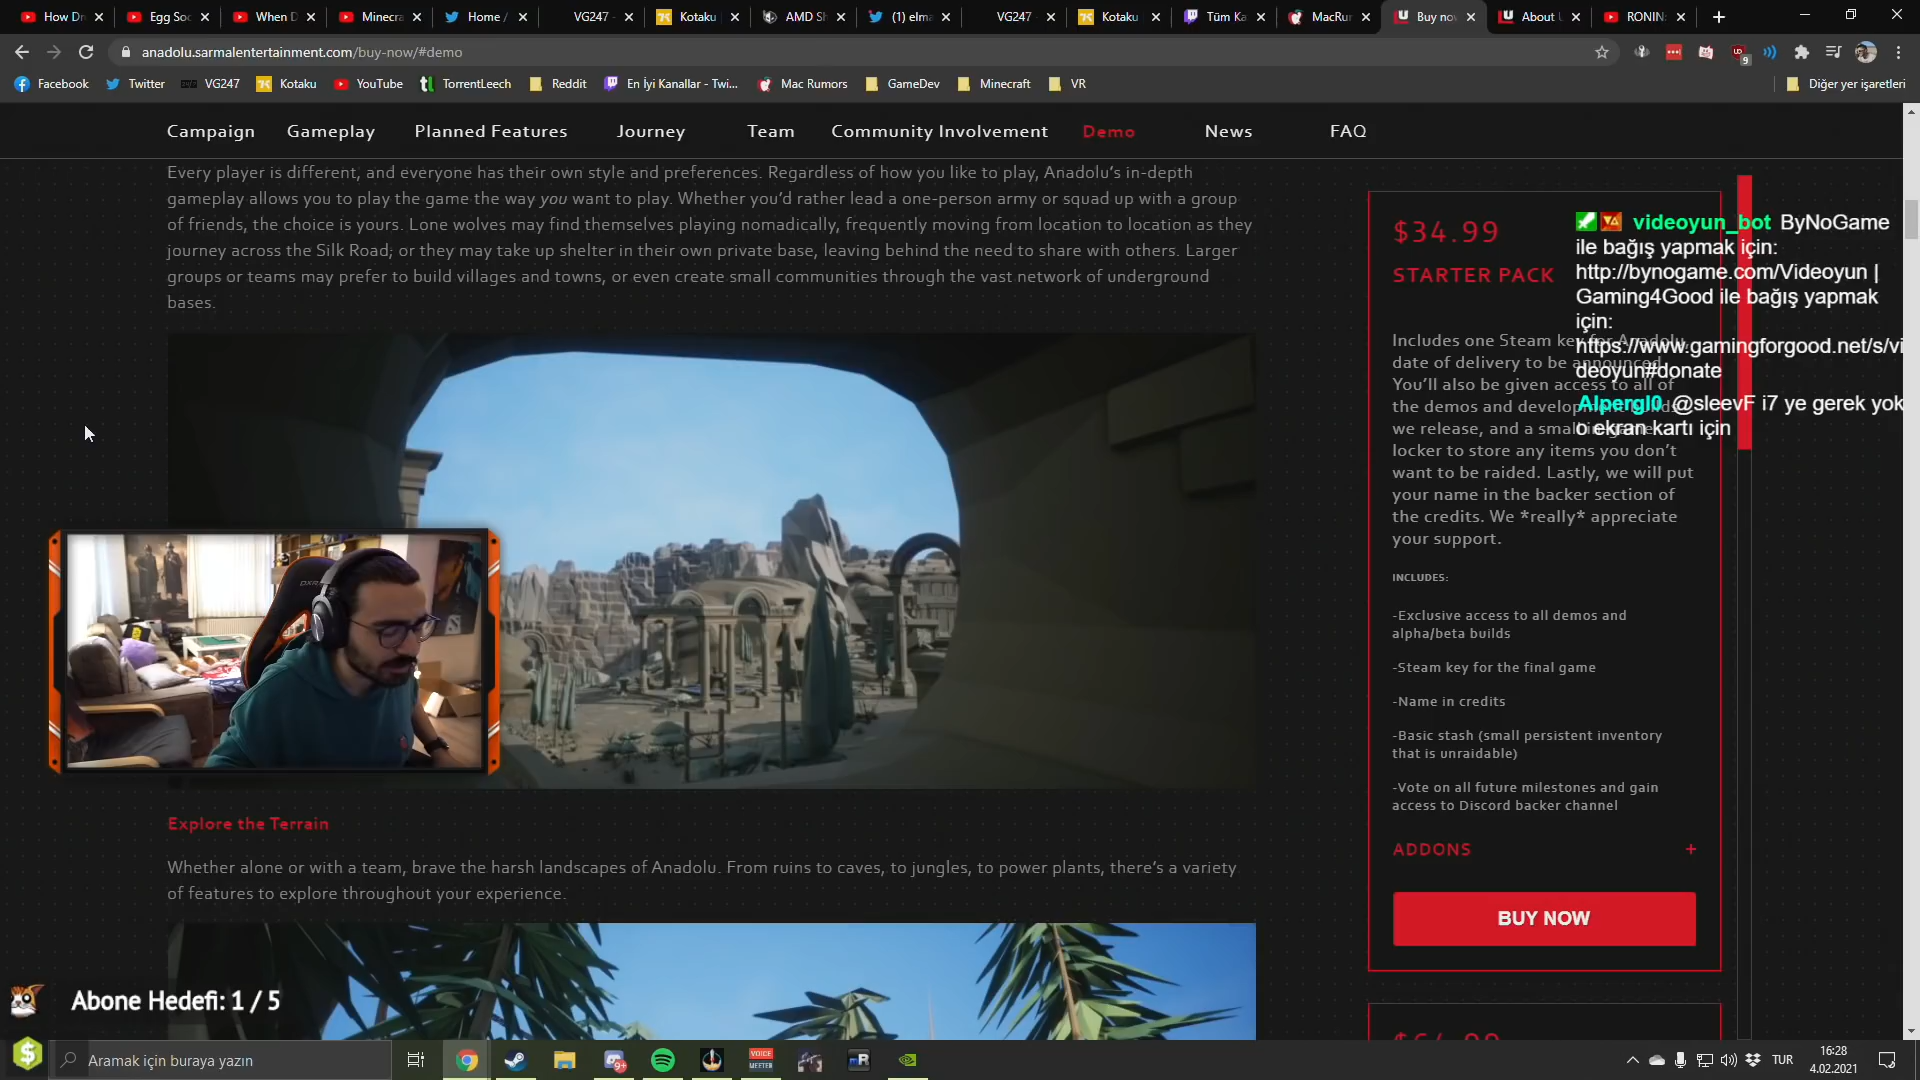 How Dr
Egg Soc
When D
Minecra
Home /
VG247 -
Kotaku
AMD Sh
(1) elma
VG247 -
Kotaku
Tüm Ka
MacRur
Buy nov
About U
RONIN:
anadolu.sarmalentertainment.com/buy-now/#demo
9
Facebook
Twitter
VG247
Kotaku
YouTube
TorrentLeech
Reddit
En İyi Kanallar - Twi...
Mac Rumors
GameDev
Minecraft
VR
Diğer yer işaretleri
Campaign
Gameplay
Planned Features
Journey
Team
Community Involvement
Demo
News
FAQ
Every player is different, and everyone has their own style and preferences. Regardless of how you like to play, Anadolu's in-depth
gameplay allows you to play the game the way you want to play. Whether you'd rather lead a one-person army or squad up with a group
of friends, the choice is yours. Lone wolves may find themselves playing nomadically, frequently moving from location to location as they
journey across the Silk Road; or they may take up shelter in their own private base, leaving behind the need to share with others. Larger
groups or teams may prefer to build villages and towns, or even create small communities through the vast network of underground
bases.
Explore the Terrain
Whether alone or with a team, brave the harsh landscapes of Anadolu. From ruins to caves, to jungles, to power plants, there's a variety
of features to explore throughout your experience.
$34.99
STARTER PACK
Includes one Steam key for Anadolu,
date of delivery to be announced.
You'll also be given access to all of
the demos and development builds
we release, and a small in-game
locker to store any items you don't
want to be raided. Lastly, we will put
your name in the backer section of
the credits. We *really* appreciate
your support.
INCLUDES:
-Exclusive access to all demos and
alpha/beta builds
-Steam key for the final game
-Name in credits
-Basic stash (small persistent inventory
that is unraidable)
-Vote on all future milestones and gain
access to Discord backer channel
ADDONS +
BUY NOW
videoyun_bot ByNoGame
ile bağış yapmak için:
http://bynogame.com/Videoyun |
Gaming4Good ile bağış yapmak
için:
https://www.gamingforgood.net/s/vi
deoyun#donate
Alpergl0 @sleevF i7 ye gerek yok
o ekran kartı için
DXR
Abone Hedefi: 1 / 5
Aramak için buraya yazın
9+
VOICE
MEETER
mR
TUR
16:28
4.02.2021